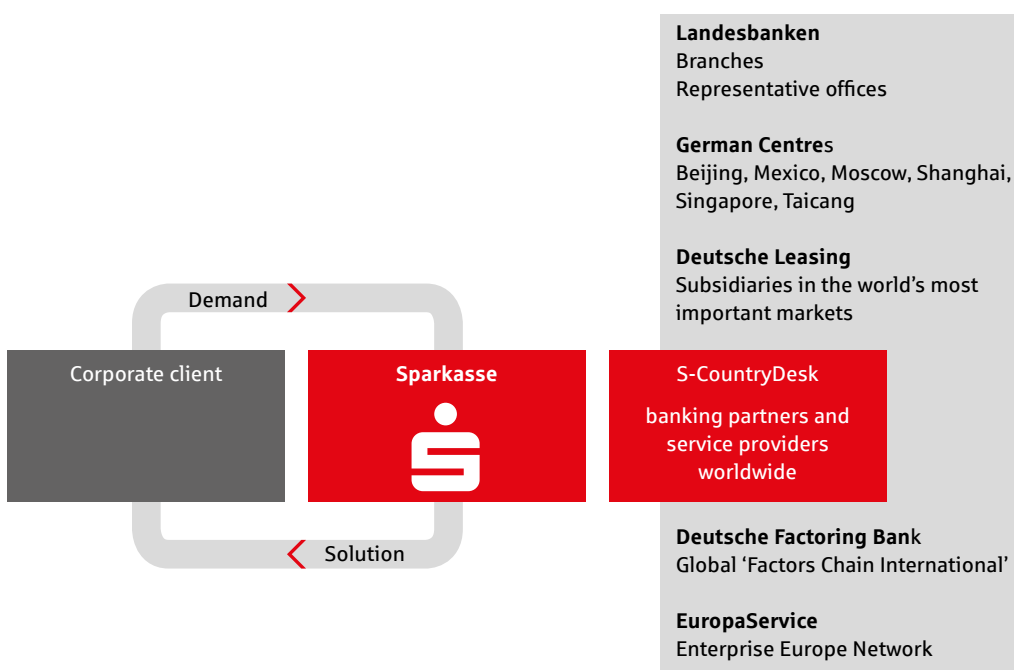 Landesbanken
Branches
Representative offices
German Centres
Beijing, Mexico, Moscow, Shanghai,
Singapore, Taicang
Deutsche Leasing
Subsidiaries in the world’s most
important markets
Demand
Corporate client
Sparkasse
S-CountryDesk
banking partners and
service providers
worldwide
Solution
Deutsche Factoring Bank
Global ‘Factors Chain International’
EuropaService
Enterprise Europe Network